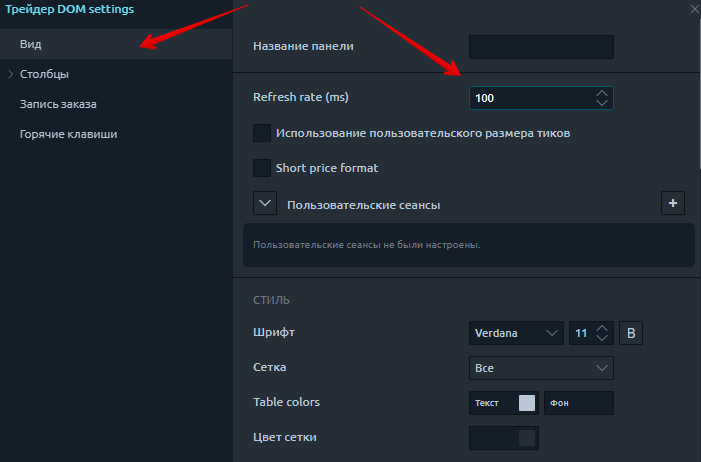 Трейдер DOM settings
Вид
Столбцы
Запись заказа
Горячие клавиши
Название панели
Refresh rate (ms) 100
Использование пользовательского размера тиков
Short price format
Пользовательские сеансы +
Пользовательские сеансы не были настроены.
СТИЛЬ
Шрифт Verdana 11 B
Сетка Все
Table colors Текст Фон
Цвет сетки